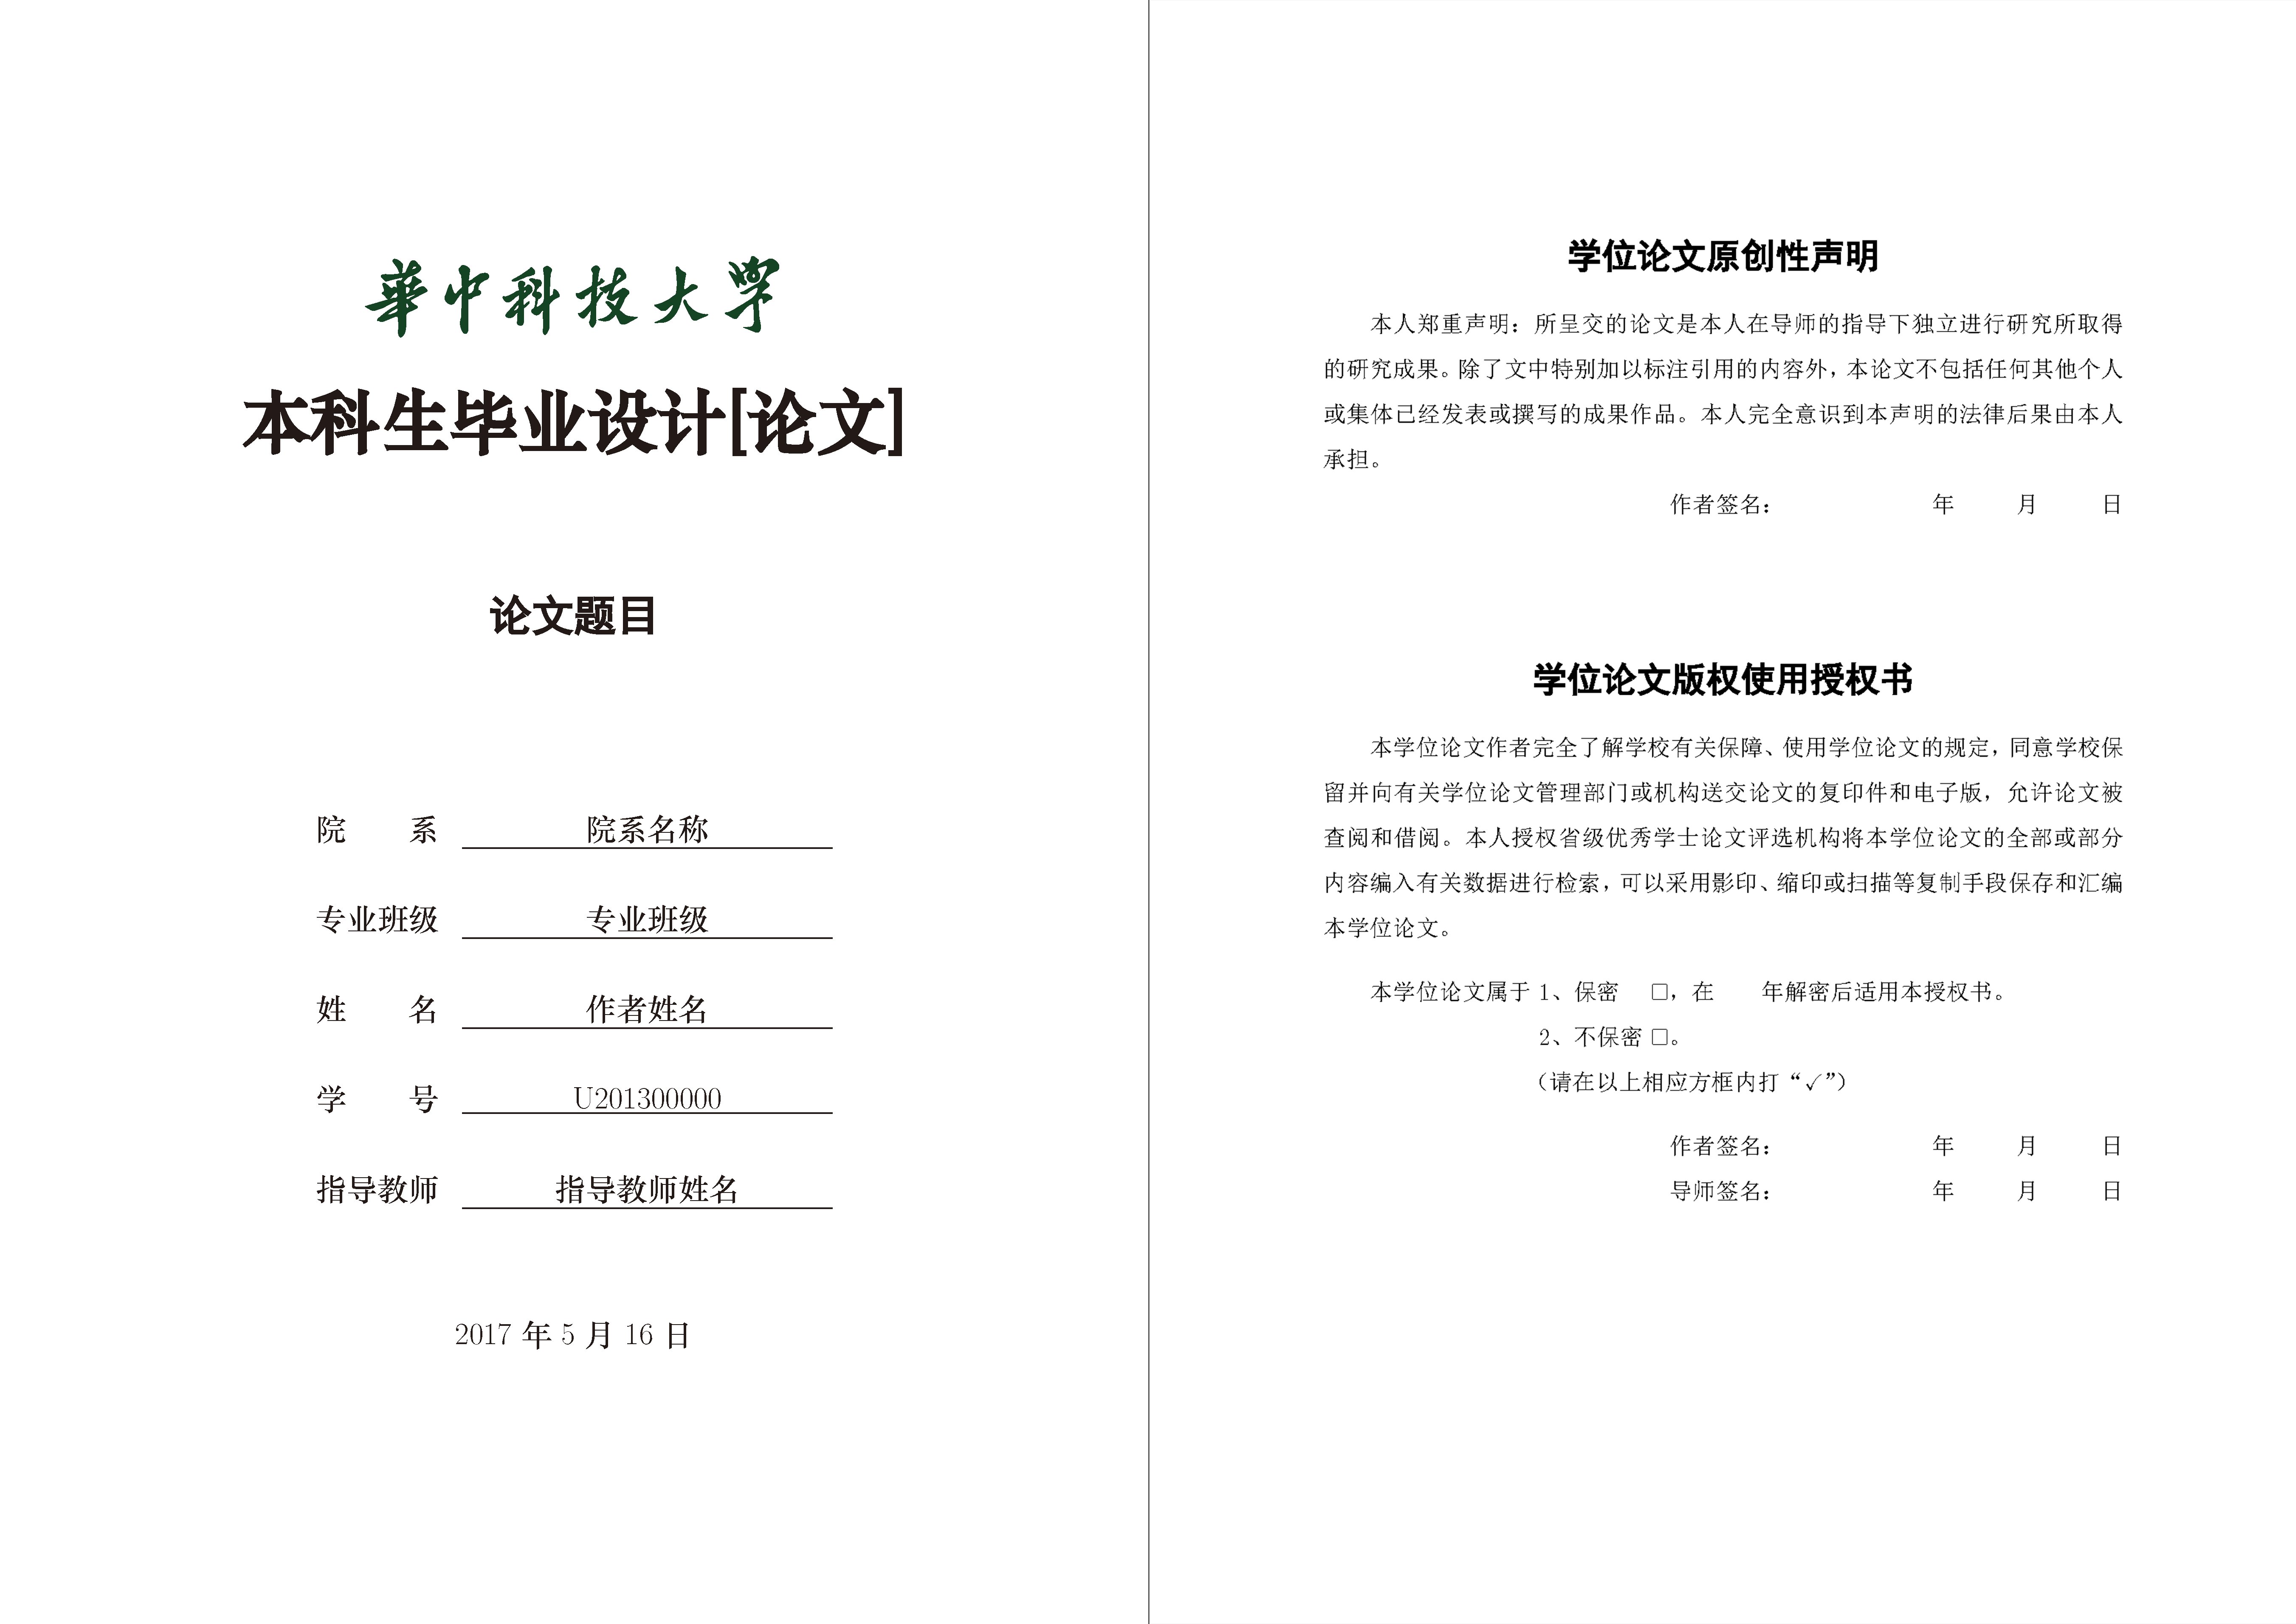 華中科技大學
本科生毕业设计[论文]
论文题目
院 系 院系名称
专业班级 专业班级
姓 名 作者姓名
学 号 U201300000
指导教师 指导教师姓名
2017 年 5 月 16 日
学位论文原创性声明
本人郑重声明：所呈交的论文是本人在导师的指导下独立进行研究所取得
的研究成果。除了文中特别加以标注引用的内容外，本论文不包括任何其他个人
或集体已经发表或撰写的成果作品。本人完全意识到本声明的法律后果由本人
承担。
作者签名： 年 月 日
学位论文版权使用授权书
本学位论文作者完全了解学校有关保障、使用学位论文的规定，同意学校保
留并向有关学位论文管理部门或机构送交论文的复印件和电子版，允许论文被
查阅和借阅。本人授权省级优秀学士论文评选机构将本学位论文的全部或部分
内容编入有关数据进行检索，可以采用影印、缩印或扫描等复制手段保存和汇编
本学位论文。
本学位论文属于 1、保密 □，在 年解密后适用本授权书。
2、不保密 □。
（请在以上相应方框内打“✓”）
作者签名： 年 月 日
导师签名： 年 月 日